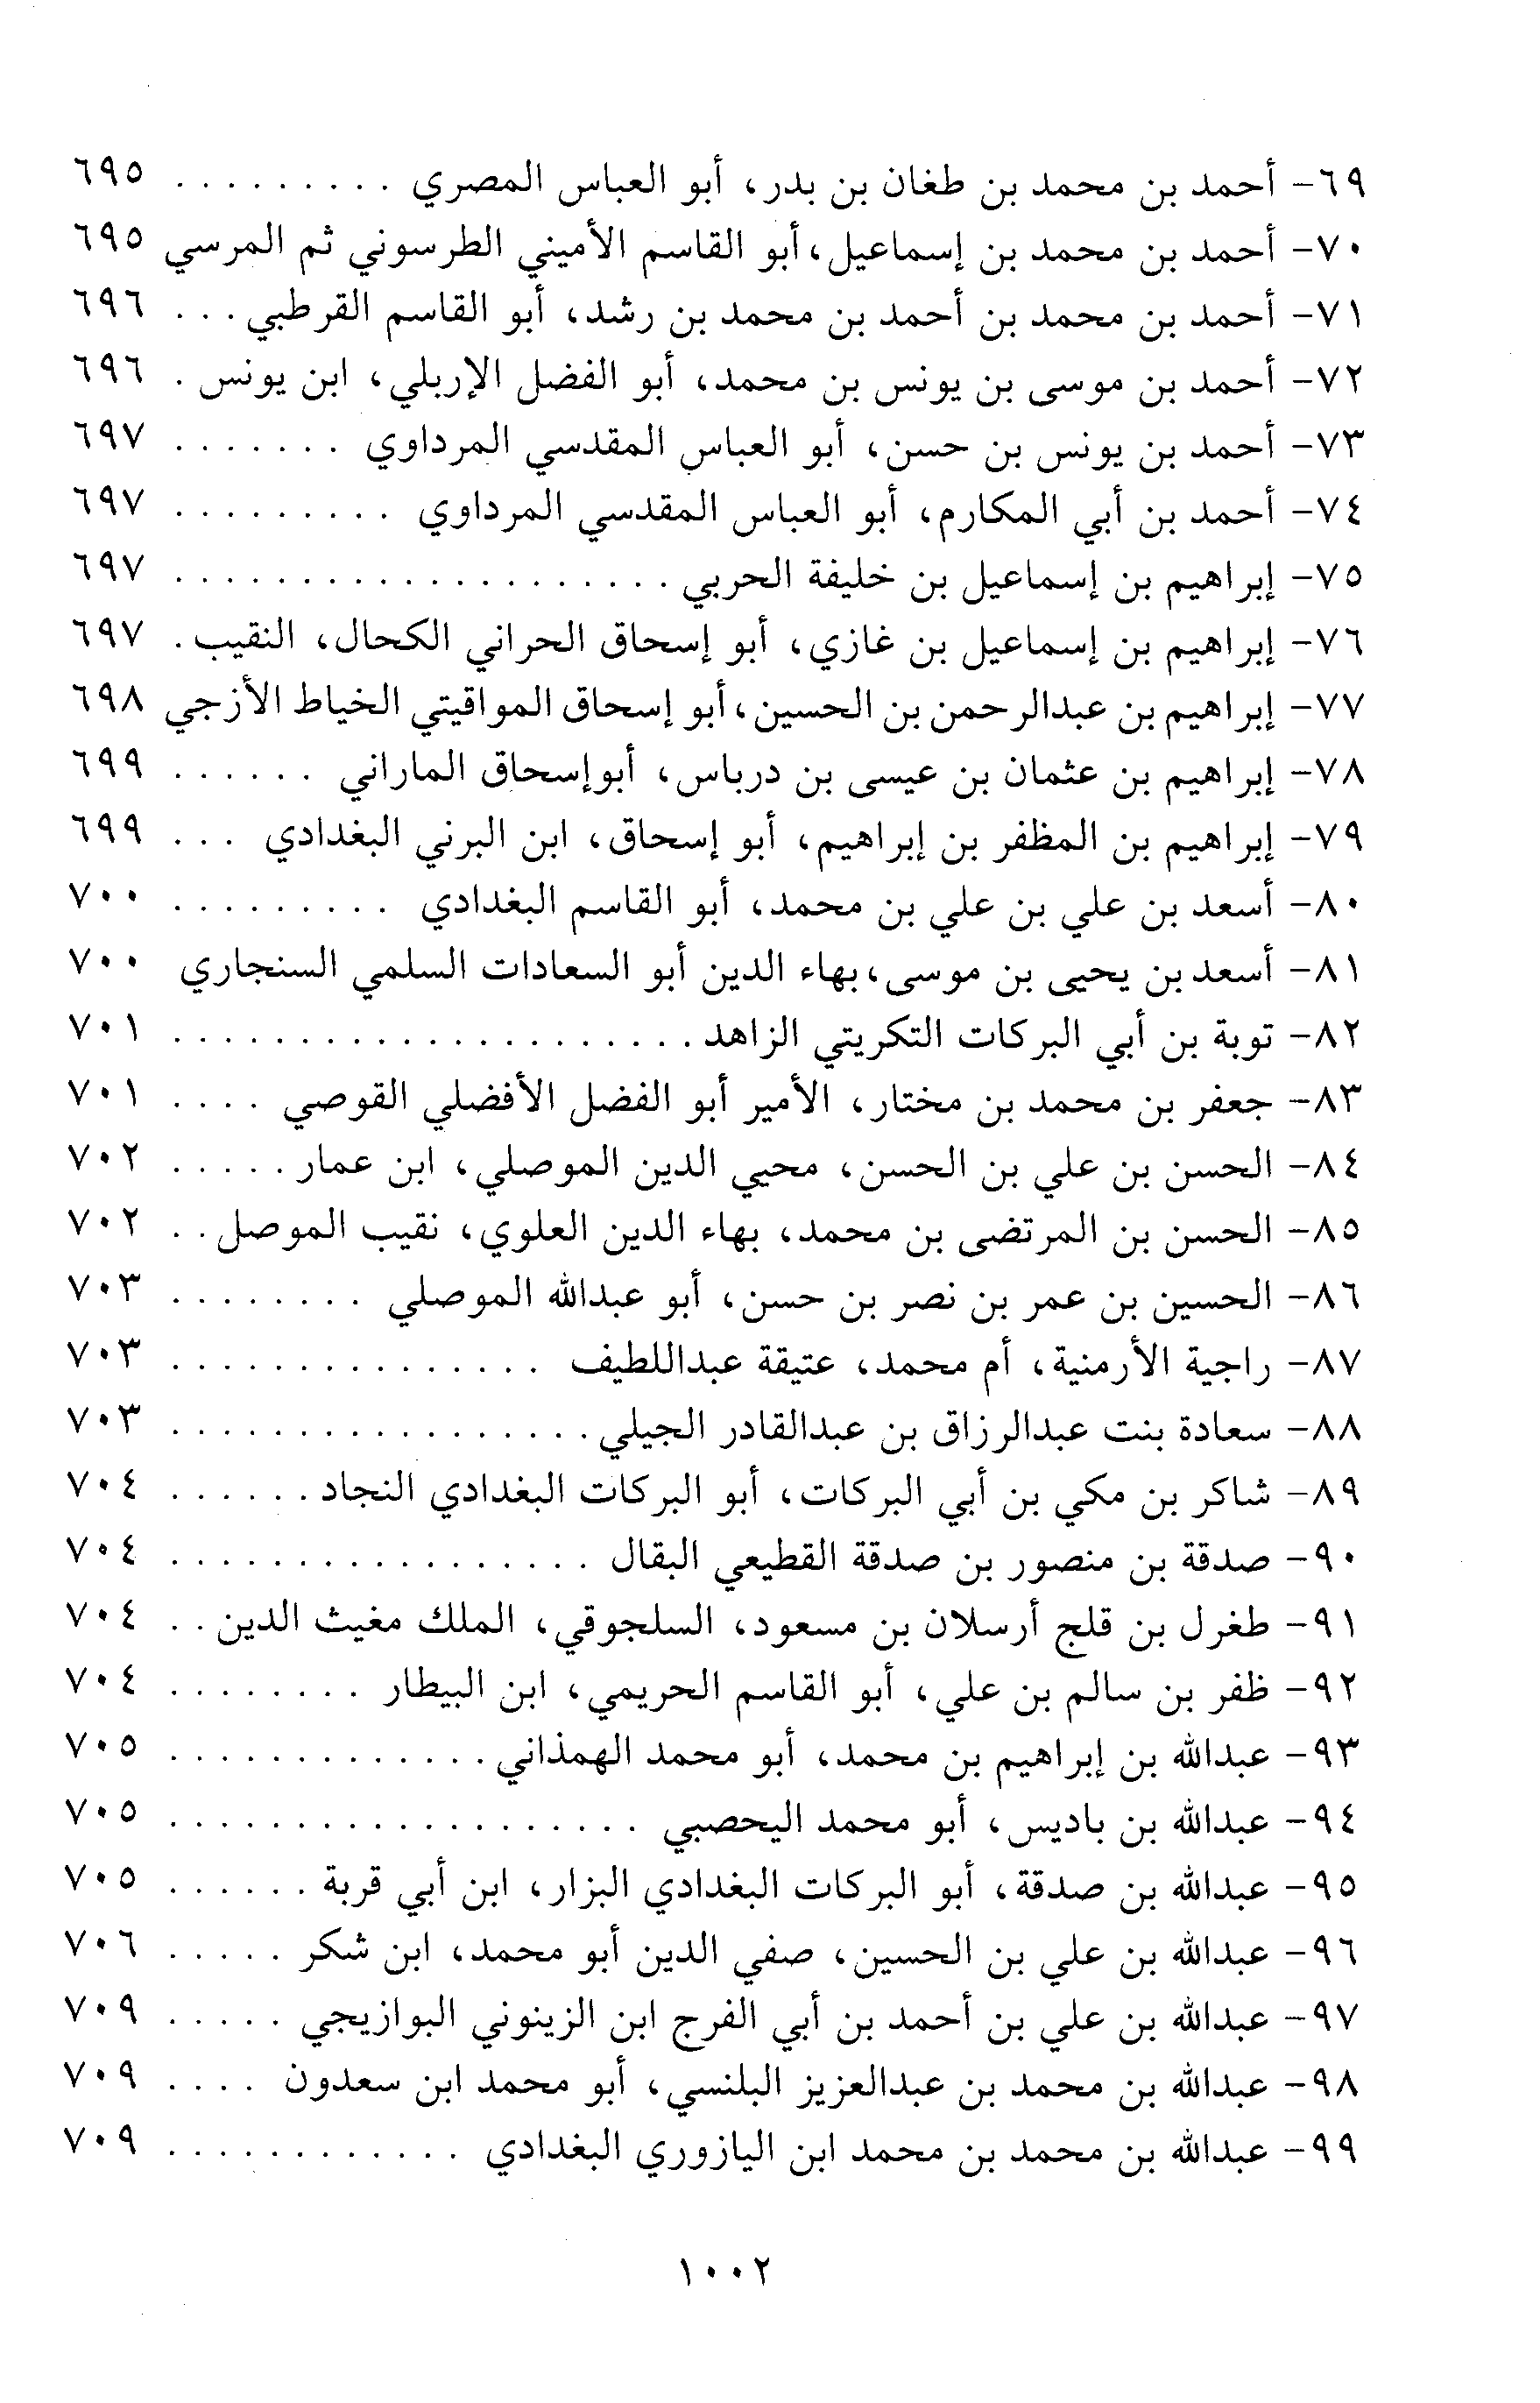 ٦٩- أحمد بن محمد بن طغان بن بدر، أبو العباس المصري . . . . . . . . . ٦٩٥
٧٠- أحمد بن محمد بن إسماعيل، أبو القاسم الأميني الطرسوني ثم المرسي ٦٩٥
٧١- أحمد بن محمد بن أحمد بن محمد بن رشد، أبو القاسم القرطبي . . . ٦٩٦
٧٢- أحمد بن موسى بن يونس بن محمد، أبو الفضل الإربلي، ابن يونس . ٦٩٦
٧٣- أحمد بن يونس بن حسن، أبو العباس المقدسي المرداوي . . . . . . . ٦٩٧
٧٤- أحمد بن أبي المكارم، أبو العباس المقدسي المرداوي . . . . . . . . . ٦٩٧
٧٥- إبراهيم بن إسماعيل بن خليفة الحربي . . . . . . . . . . . . . . . . . . . . ٦٩٧
٧٦- إبراهيم بن إسماعيل بن غازي، أبو إسحاق الحراني الكحال، النقيب . ٦٩٧
٧٧- إبراهيم بن عبدالرحمن بن الحسين، أبو إسحاق المواقيتي الخياط الأزجي ٦٩٨
٧٨- إبراهيم بن عثمان بن عيسى بن درباس، أبوإسحاق الماراني . . . . . . ٦٩٩
٧٩- إبراهيم بن المظفر بن إبراهيم، أبو إسحاق، ابن البرني البغدادي . . . ٦٩٩
٨٠- أسعد بن علي بن علي بن محمد، أبو القاسم البغدادي . . . . . . . . . ٧٠٠
٨١- أسعد بن يحيى بن موسى، بهاء الدين أبو السعادات السلمي السنجاري ٧٠٠
٨٢- توبة بن أبي البركات التكريتي الزاهد . . . . . . . . . . . . . . . . . . . . . ٧٠١
٨٣- جعفر بن محمد بن مختار، الأمير أبو الفضل الأفضلي القوصي . . . . ٧٠١
٨٤- الحسن بن علي بن الحسن، محيي الدين الموصلي، ابن عمار . . . . . ٧٠٢
٨٥- الحسن بن المرتضى بن محمد، بهاء الدين العلوي، نقيب الموصل . . ٧٠٢
٨٦- الحسين بن عمر بن نصر بن حسن، أبو عبدالله الموصلي . . . . . . . . ٧٠٣
٨٧- راجية الأرمنية، أم محمد، عتيقة عبداللطيف . . . . . . . . . . . . . . . ٧٠٣
٨٨- سعادة بنت عبدالرزاق بن عبدالقادر الجيلي . . . . . . . . . . . . . . . . . ٧٠٣
٨٩- شاكر بن مكي بن أبي البركات، أبو البركات البغدادي النجاد . . . . . . ٧٠٤
٩٠- صدقة بن منصور بن صدقة القطيعي البقال . . . . . . . . . . . . . . . . . ٧٠٤
٩١- طغرل بن قلج أرسلان بن مسعود، السلجوقي، الملك مغيث الدين . . ٧٠٤
٩٢- ظفر بن سالم بن علي، أبو القاسم الحريمي، ابن البيطار . . . . . . . . ٧٠٤
٩٣- عبدالله بن إبراهيم بن محمد، أبو محمد الهمذاني . . . . . . . . . . . . . ٧٠٥
٩٤- عبدالله بن باديس، أبو محمد اليحصبي . . . . . . . . . . . . . . . . . . . ٧٠٥
٩٥- عبدالله بن صدقة، أبو البركات البغدادي البزار، ابن أبي قربة . . . . . . ٧٠٥
٩٦- عبدالله بن علي بن الحسين، صفي الدين أبو محمد، ابن شكر . . . . . ٧٠٦
٩٧- عبدالله بن علي بن أحمد بن أبي الفرج ابن الزينوني البوازيجي . . . . . ٧٠٩
٩٨- عبدالله بن محمد بن عبدالعزيز البلنسي، أبو محمد ابن سعدون . . . . ٧٠٩
٩٩- عبدالله بن محمد بن محمد ابن اليازوري البغدادي . . . . . . . . . . . . ٧٠٩
١٠٠٢